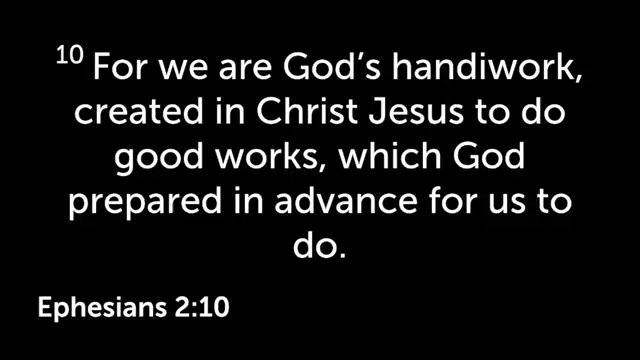 10 For we are God’s handiwork,
created in Christ Jesus to do
good works, which God
prepared in advance for us to
do.
Ephesians 2:10